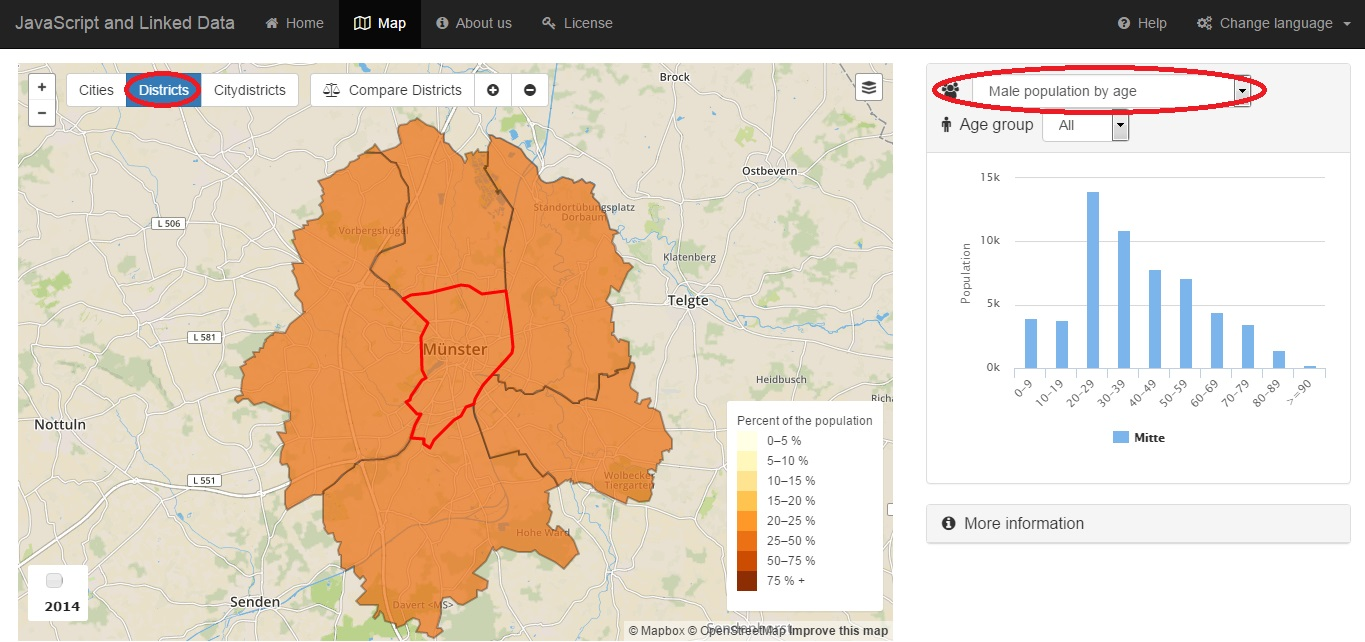 JavaScript and Linked Data Home Map About us License Help Change language
+
−
Cities Districts Citydistricts Compare Districts
Brock
Ostbevern
Standortübungsplatz
Dorbaum
L 506
Vorbergshügel
Klatenberg
Telgte
L 581
Münster
Heidbusch
Nottuln
L 551
Wolbecker
Tiergarten
Hohe Ward
Senden
Davert <MS>
2014
Percent of the population
0–5 %
5–10 %
10–15 %
15–20 %
20–25 %
25–50 %
50–75 %
75 % +
© Mapbox © OpenStreetMap Improve this map
Male population by age
Age group All
15k
10k
5k
0k
Population
0–9 10–19 20–29 30–39 40–49 50–59 60–69 70–79 80–89 >=90
Mitte
More information